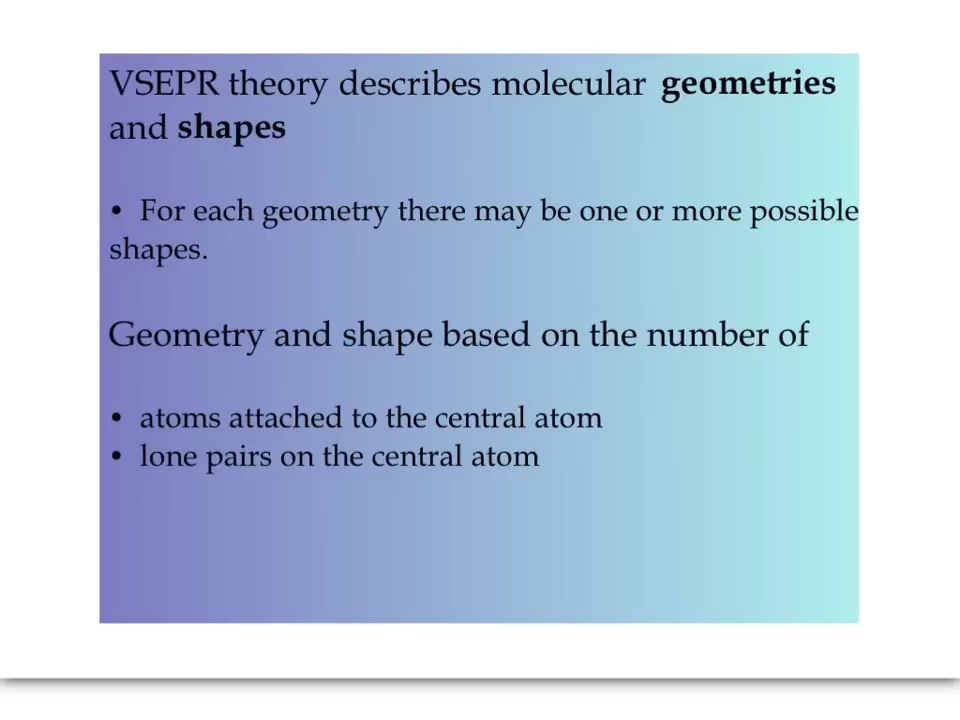 VSEPR theory describes molecular geometries
and shapes
• For each geometry there may be one or more possible
shapes.
Geometry and shape based on the number of
• atoms attached to the central atom
• lone pairs on the central atom